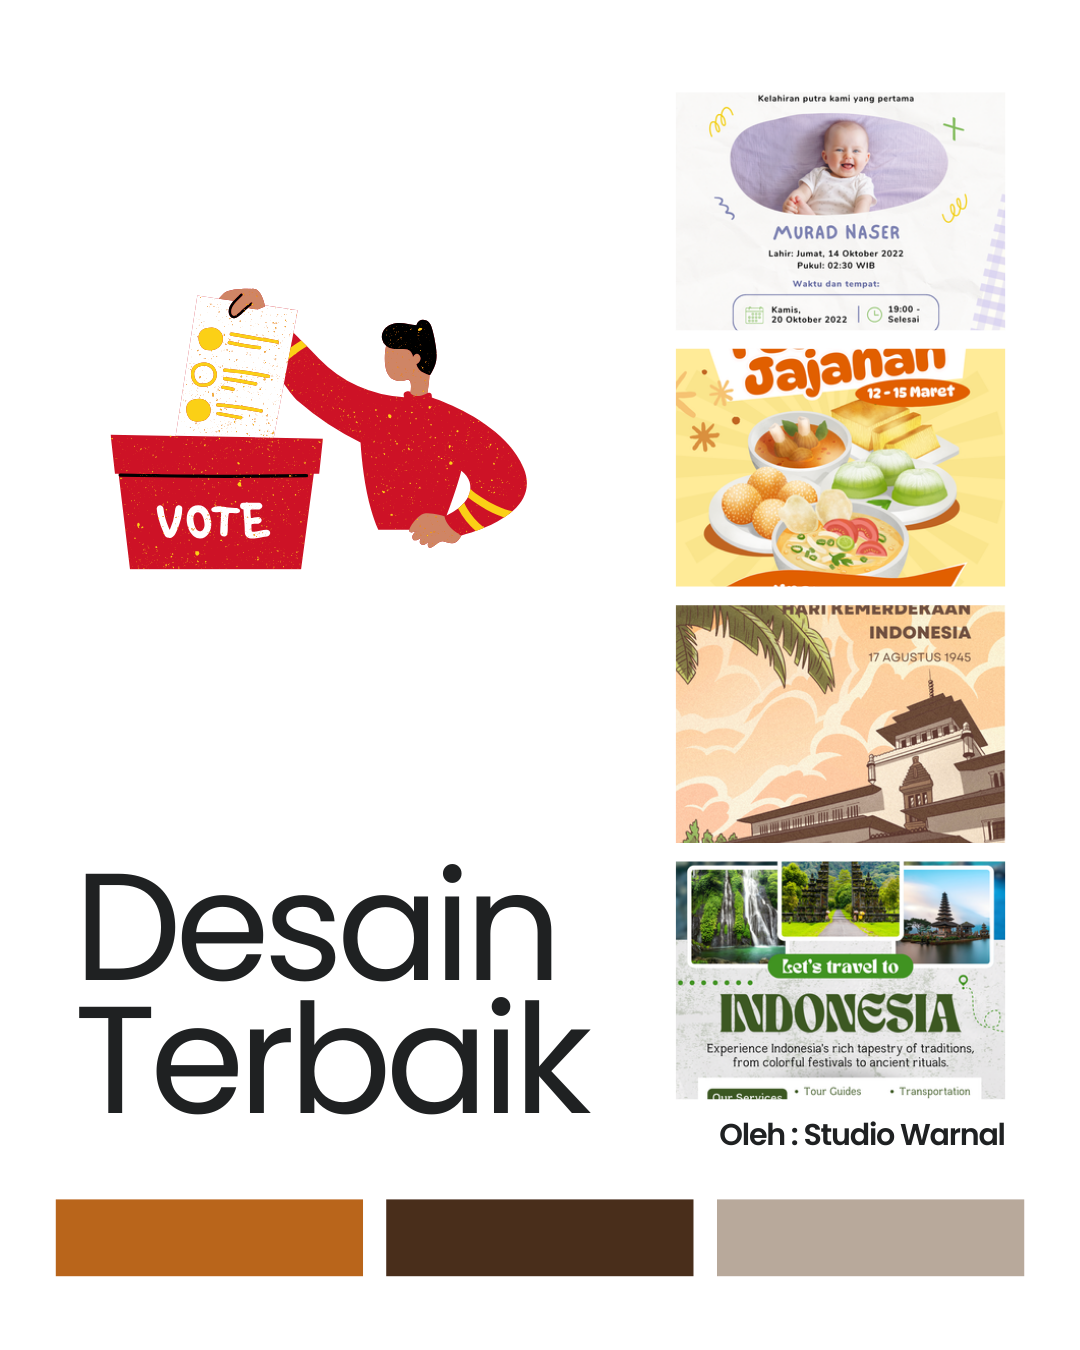 VOTE
Desain
Terbaik
Kelahiran putra kami yang pertama
MURAD NASER
Lahir: Jumat, 14 Oktober 2022
Pukul: 02:30 WIB
Waktu dan tempat:
Kamis,
20 Oktober 2022
19:00 -
Selesai
Jajanan
12 - 15 Maret
HARI KEMERDEKAAN
INDONESIA
17 AGUSTUS 1945
Let's travel to
INDONESIA
Experience Indonesia's rich tapestry of traditions,
from colorful festivals to ancient rituals.
Our Services
• Tour Guides
• Transportation
Oleh : Studio Warnal